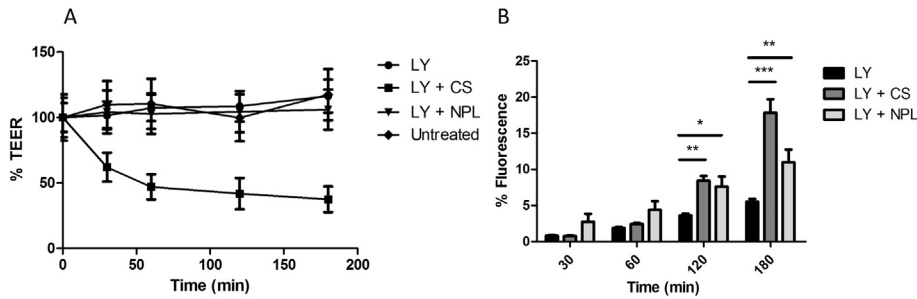 A
% TEER
150
100
50
0
0
50
100
150
200
Time (min)
LY
LY + CS
LY + NPL
Untreated
B
% Fluorescence
25
20
15
10
5
0
30
60
120
180
Time (min)
**
*
***
**
LY
LY + CS
LY + NPL